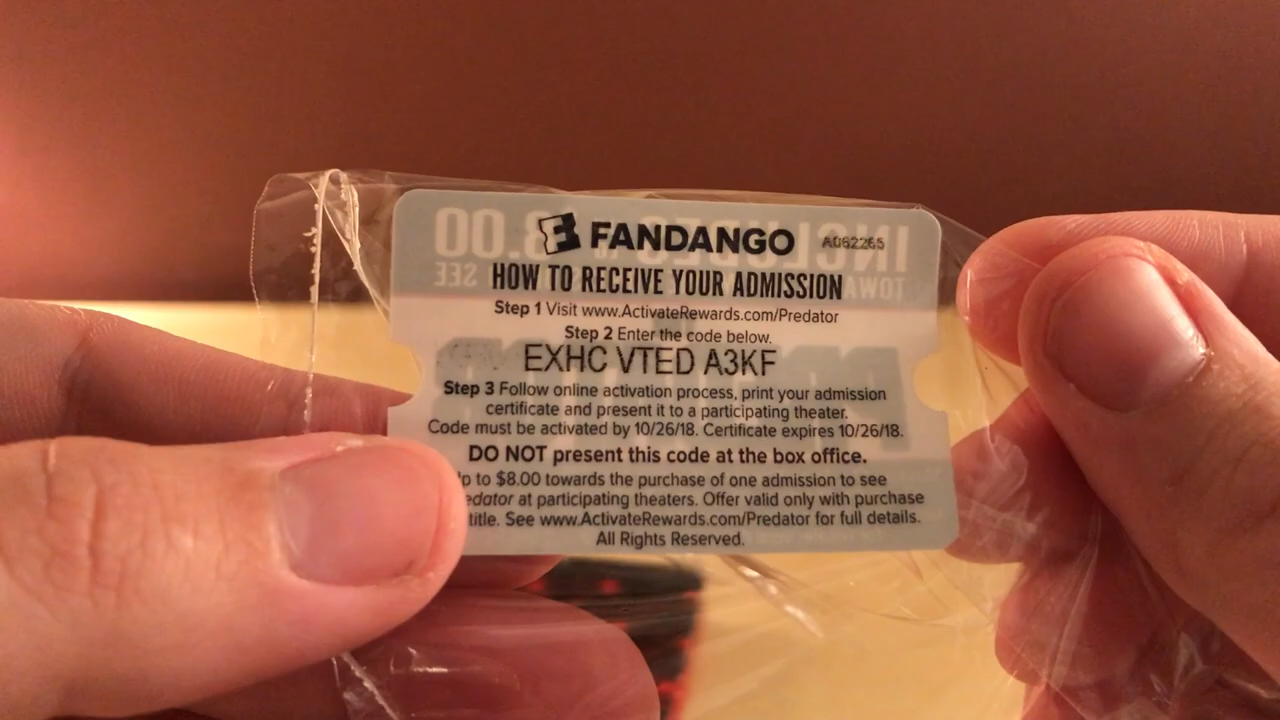 FANDANGO A062265
HOW TO RECEIVE YOUR ADMISSION
Step 1 Visit www.ActivateRewards.com/Predator
Step 2 Enter the code below.
EXHC VTED A3KF
Step 3 Follow online activation process, print your admission
certificate and present it to a participating theater.
Code must be activated by 10/26/18. Certificate expires 10/26/18.
DO NOT present this code at the box office.
to $8.00 towards the purchase of one admission to see
at participating theaters. Offer valid only with purchase
title. See www.ActivateRewards.com/Predator for full details.
All Rights Reserved.